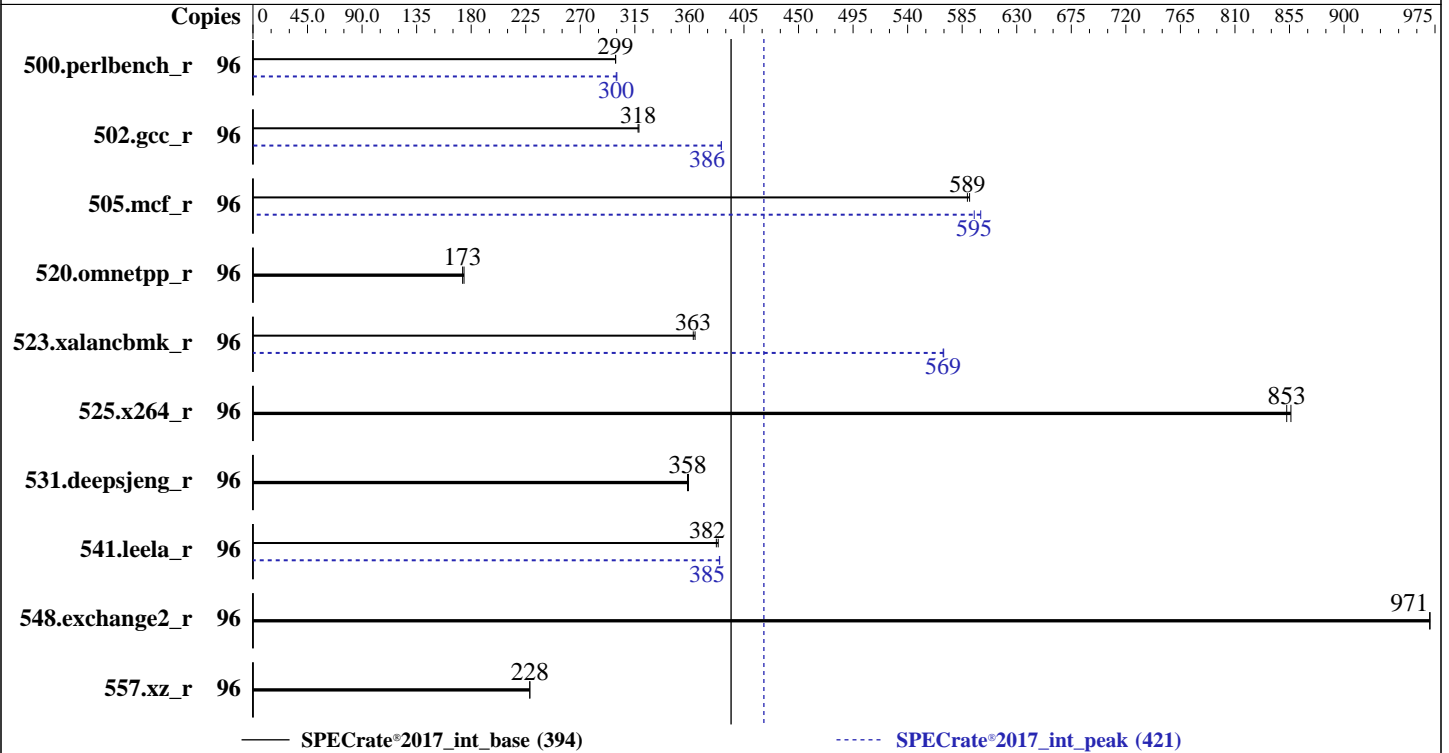 Copies 0 45.0 90.0 135 180 225 270 315 360 405 450 495 540 585 630 675 720 765 810 855 900 975
299
500.perlbench_r 96
300
318
502.gcc_r 96
386
589
505.mcf_r 96
595
173
520.omnetpp_r 96
363
523.xalancbmk_r 96
569
853
525.x264_r 96
358
531.deepsjeng_r 96
382
541.leela_r 96
385
971
548.exchange2_r 96
228
557.xz_r 96
SPECrate®2017_int_base (394) SPECrate®2017_int_peak (421)